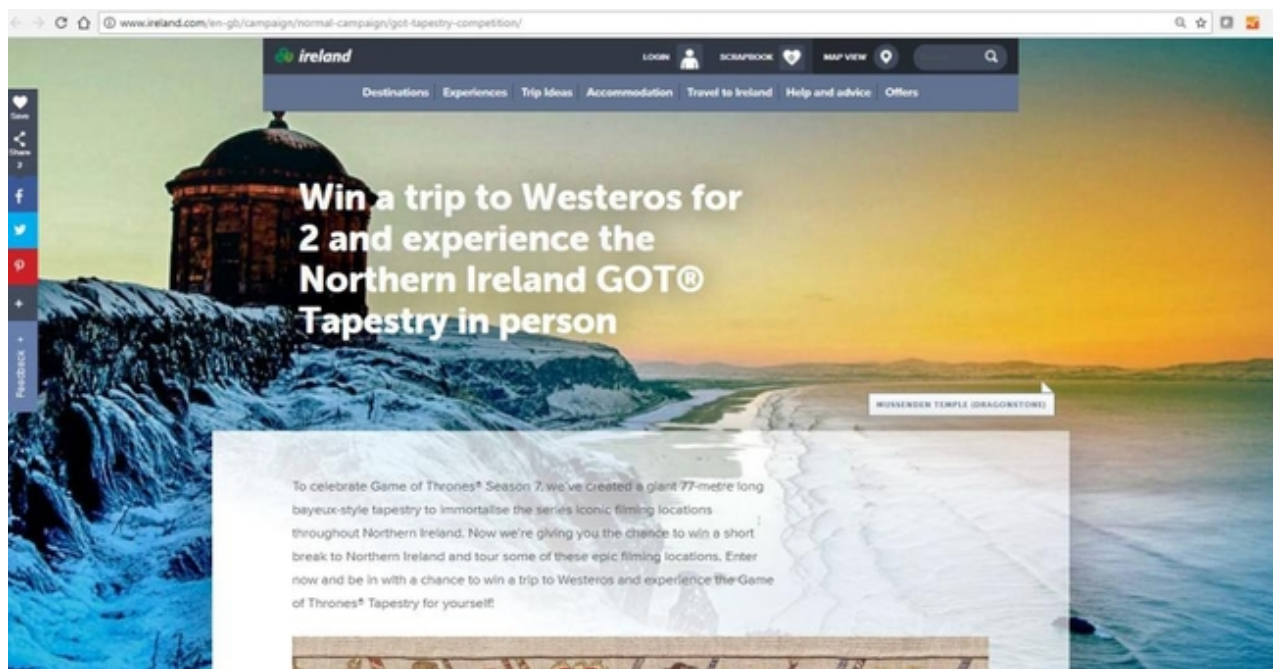 www.ireland.com/en-gb/campaign/normal-campaign/got-tapestry-competition/
ireland
LOGIN SCRAPBOOK MAP VIEW
Destinations Experiences Trip Ideas Accommodation Travel to Ireland Help and advice Offers
Save
Share
2
Feedback +
Win a trip to Westeros for
2 and experience the
Northern Ireland GOT®
Tapestry in person
MUSSENDEN TEMPLE (DRAGONSTONE)
To celebrate Game of Thrones® Season 7, we've created a giant 77-metre long
bayeux-style tapestry to immortalise the series iconic filming locations
throughout Northern Ireland. Now we're giving you the chance to win a short
break to Northern Ireland and tour some of these epic filming locations. Enter
now and be in with a chance to win a trip to Westeros and experience the Game
of Thrones® Tapestry for yourself!